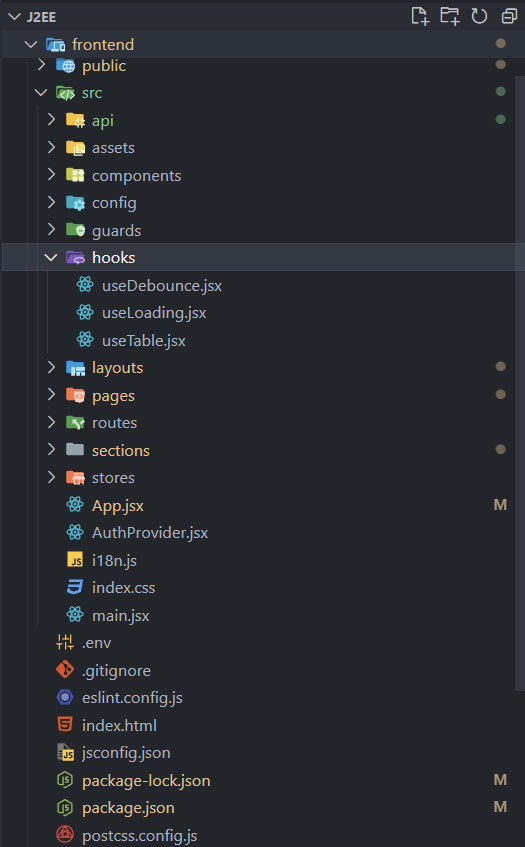 J2EE
frontend
public
src
api
assets
components
config
guards
hooks
useDebounce.jsx
useLoading.jsx
useTable.jsx
layouts
pages
routes
sections
stores
App.jsx M
AuthProvider.jsx
JS i18n.js
index.css
main.jsx
.env
.gitignore
eslint.config.js
index.html
JS jsconfig.json
package-lock.json M
package.json M
postcss.config.js